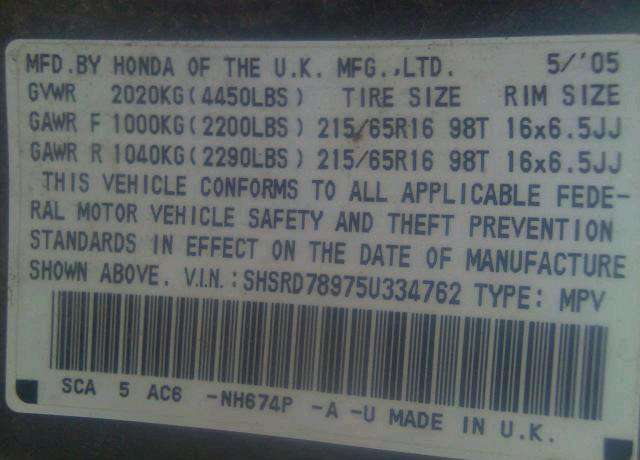 MFD.BY HONDA OF THE U.K. MFG.,LTD. 5/'05
GVWR 2020KG(4450LBS) TIRE SIZE RIM SIZE
GAWR F 1000KG(2200LBS) 215/65R16 98T 16x6.5JJ
GAWR R 1040KG(2290LBS) 215/65R16 98T 16x6.5JJ
THIS VEHICLE CONFORMS TO ALL APPLICABLE FEDE-
RAL MOTOR VEHICLE SAFETY AND THEFT PREVENTION
STANDARDS IN EFFECT ON THE DATE OF MANUFACTURE
SHOWN ABOVE. V.I.N.:SHSRD78975U334762 TYPE: MPV
SCA 5 AC6 -NH674P -A -U MADE IN U.K.